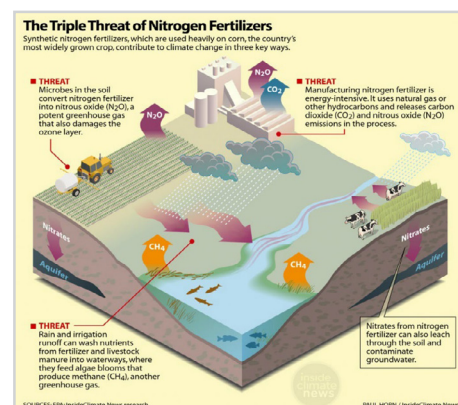 The Triple Threat of Nitrogen Fertilizers
Synthetic nitrogen fertilizers, which are used heavily on corn, the country's
most widely grown crop, contribute to climate change in three key ways.
THREAT
Microbes in the soil
convert nitrogen fertilizer
into nitrous oxide (N₂O), a
potent greenhouse gas
that also damages the
ozone layer.
N₂O
N₂O
CO₂
THREAT
Manufacturing nitrogen fertilizer is
energy-intensive. It uses natural gas or
other hydrocarbons and releases carbon
dioxide (CO₂) and nitrous oxide (N₂O)
emissions in the process.
Nitrates
Aquifer
CH₄
CH₄
Nitrates
Aquifer
THREAT
Rain and irrigation
runoff can wash nutrients
from fertilizer and livestock
manure into waterways, where
they feed algae blooms that
produce methane (CH₄), another
greenhouse gas.
Nitrates from nitrogen
fertilizer can also leach
through the soil and
contaminate
groundwater.
inside
climate
news
SOURCES: EPA; InsideClimate News research
PAUL HORN / InsideClimate News